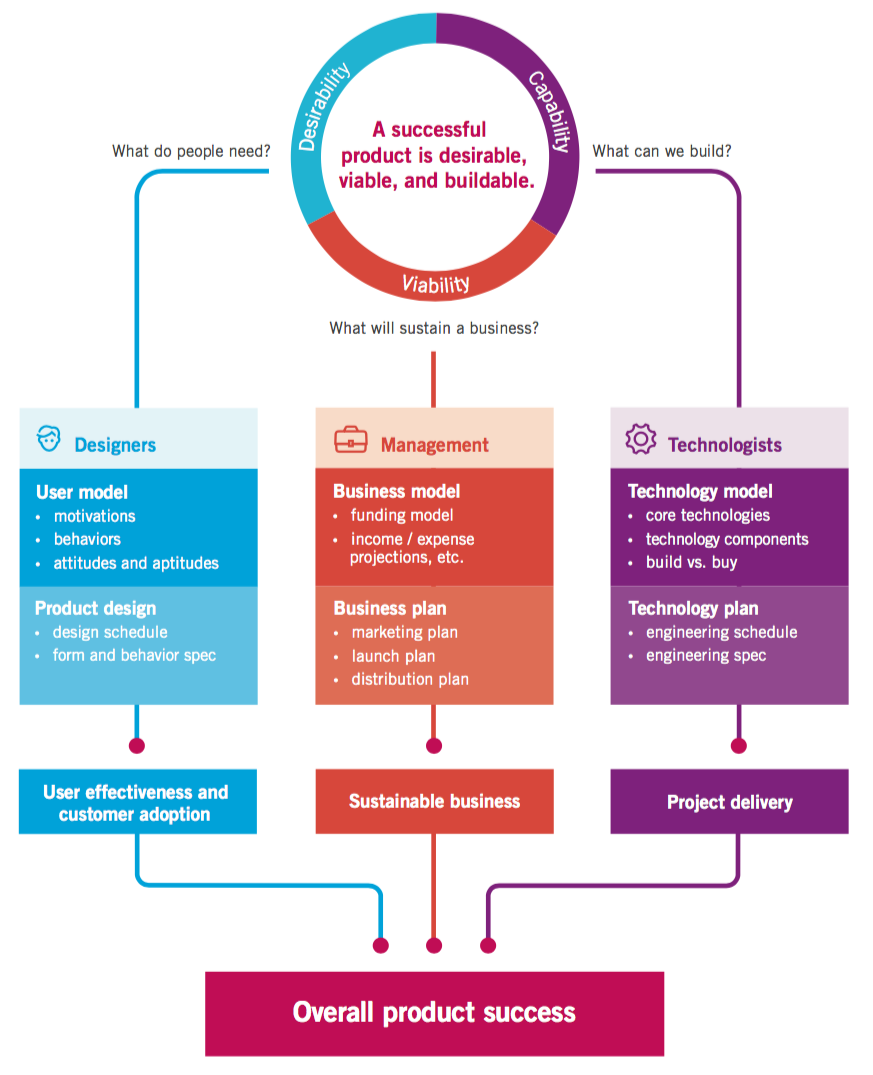 Desirability
Capability
A successful
product is desirable,
viable, and buildable.
Viability
What do people need?
What can we build?
What will sustain a business?
Designers
User model
• motivations
• behaviors
• attitudes and aptitudes
Product design
• design schedule
• form and behavior spec
Management
Business model
• funding model
• income / expense
projections, etc.
Business plan
• marketing plan
• launch plan
• distribution plan
Technologists
Technology model
• core technologies
• technology components
• build vs. buy
Technology plan
• engineering schedule
• engineering spec
User effectiveness and
customer adoption
Sustainable business
Project delivery
Overall product success